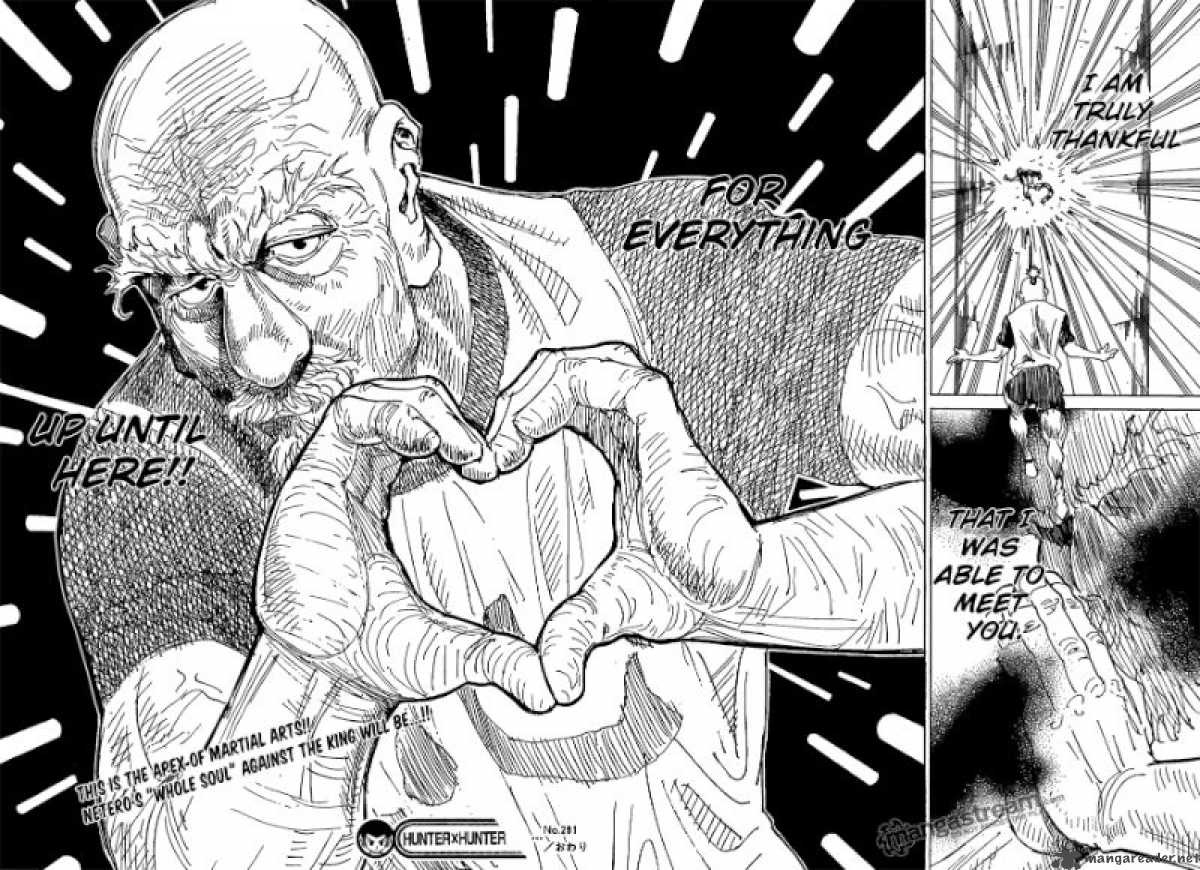 I AM
TRULY
THANKFUL
THAT I
WAS
ABLE TO
MEET
YOU.
FOR
EVERYTHING
UP UNTIL
HERE!!
THIS IS THE APEX-OF MARTIAL ARTS!!
NETERO'S "WHOLE SOUL" AGAINST THE KING WILL BE...!!
HUNTER×HUNTER
No.281
…/おわり
mangastream.com
mangareader.net